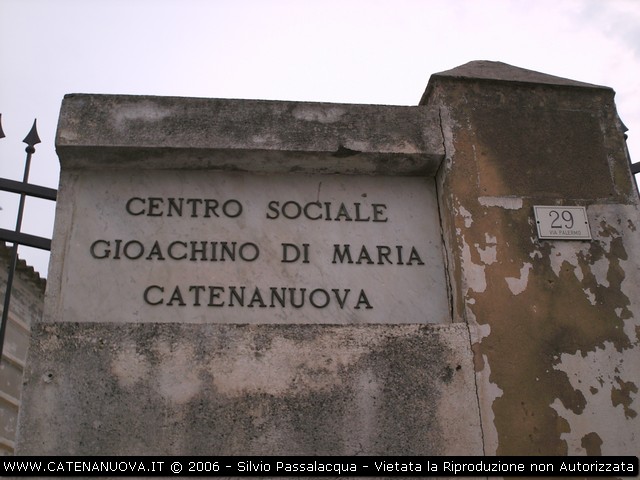 CENTRO SOCIALE
GIOACHINO DI MARIA
CATENANUOVA
29
VIA PALERMO
WWW.CATENANUOVA.IT © 2006 - Silvio Passalacqua - Vietata la Riproduzione non Autorizzata